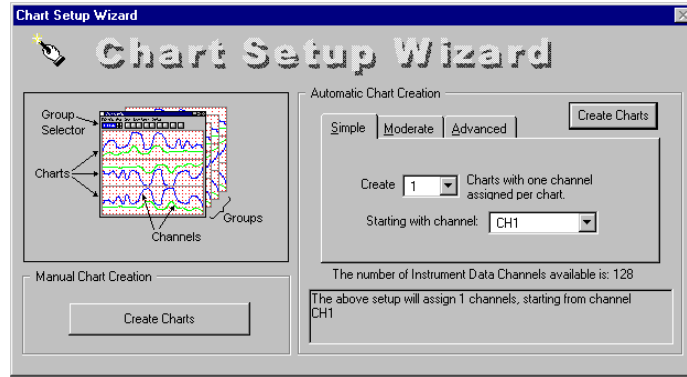 Chart Setup Wizard
Chart Setup Wizard
Group
Selector
Charts
Channels
Groups
Manual Chart Creation
Create Charts
Automatic Chart Creation
Create Charts
Simple
Moderate
Advanced
Create 1 Charts with one channel
assigned per chart.
Starting with channel: CH1
The number of Instrument Data Channels available is: 128
The above setup will assign 1 channels, starting from channel
CH1